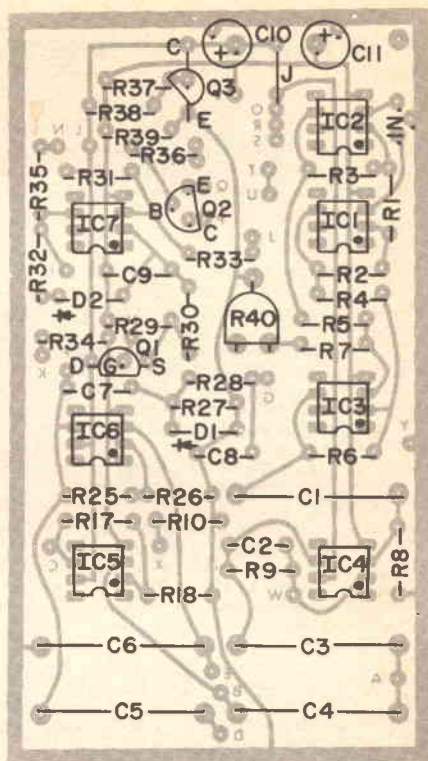 C + C10 + C11
-R37- Q3 J
-R38- E IC2 IN
-R39-
-R36-
-R35- -R31- E -R3- -R1-
IC7 B Q2 IC1
C
-R32- -C9- -R33- -R2-
-D2- -R30- -R4-
-R29- R40 -R5-
-R34- Q1 -R7-
D-G-S -R28-
-C7- -R27- IC3
IC6 -D1-
-C8- -R6-
-R25- -R26- C1
-R17- -R10-
IC5 -C2- IC4 -R8-
-R9-
-R18-
C6 C3
C5 C4